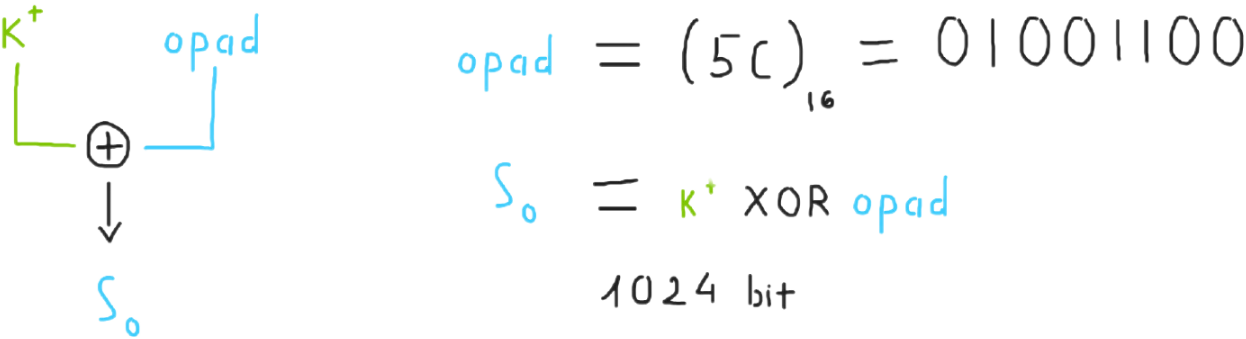 K⁺ opad
⊕
↓
S₀
opad = (5C)₁₆ = 01001100
S₀ = K⁺ XOR opad
1024 bit